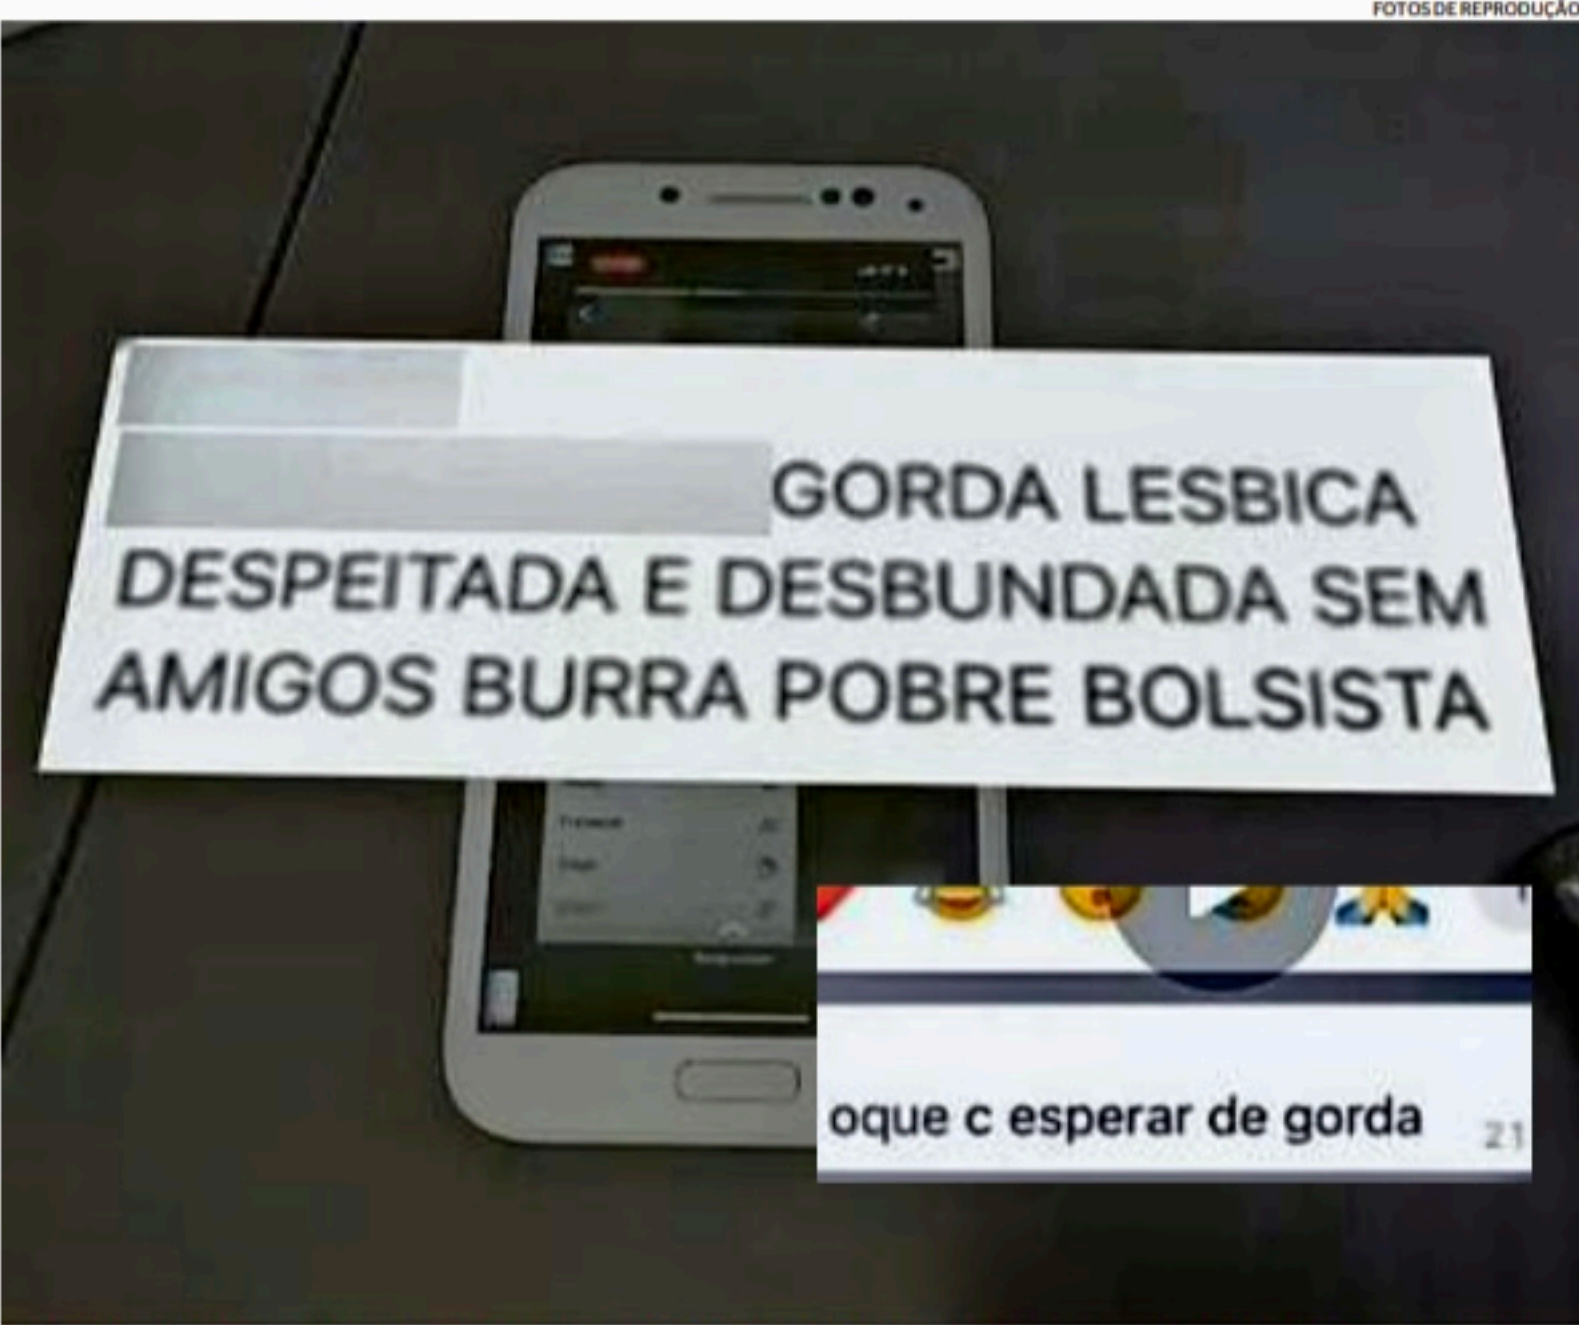 FOTOS DE REPRODUÇÃO
GORDA LESBICA
DESPEITADA E DESBUNDADA SEM
AMIGOS BURRA POBRE BOLSISTA
oque c esperar de gorda
21